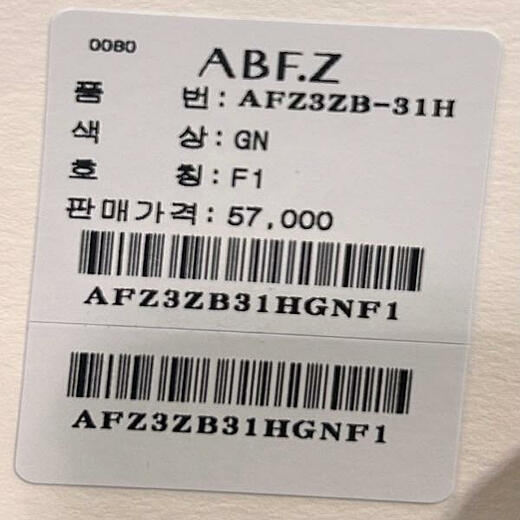 0080
ABF.Z
품 번 : AFZ3ZB-31H
색 상 : GN
호 칭 : F1
판매가격 : 57,000
AFZ3ZB31HGNF1
AFZ3ZB31HGNF1